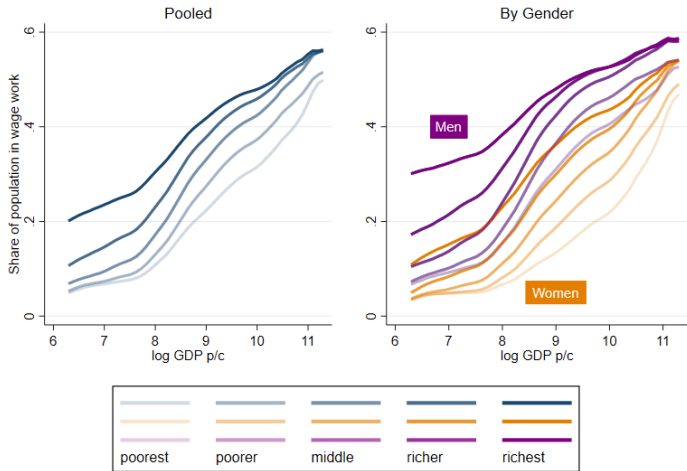 Pooled
By Gender
Share of population in wage work
.6
.4
.2
0
6 7 8 9 10 11
log GDP p/c
.6
.4
.2
0
Men
Women
6 7 8 9 10 11
log GDP p/c
poorest poorer middle richer richest